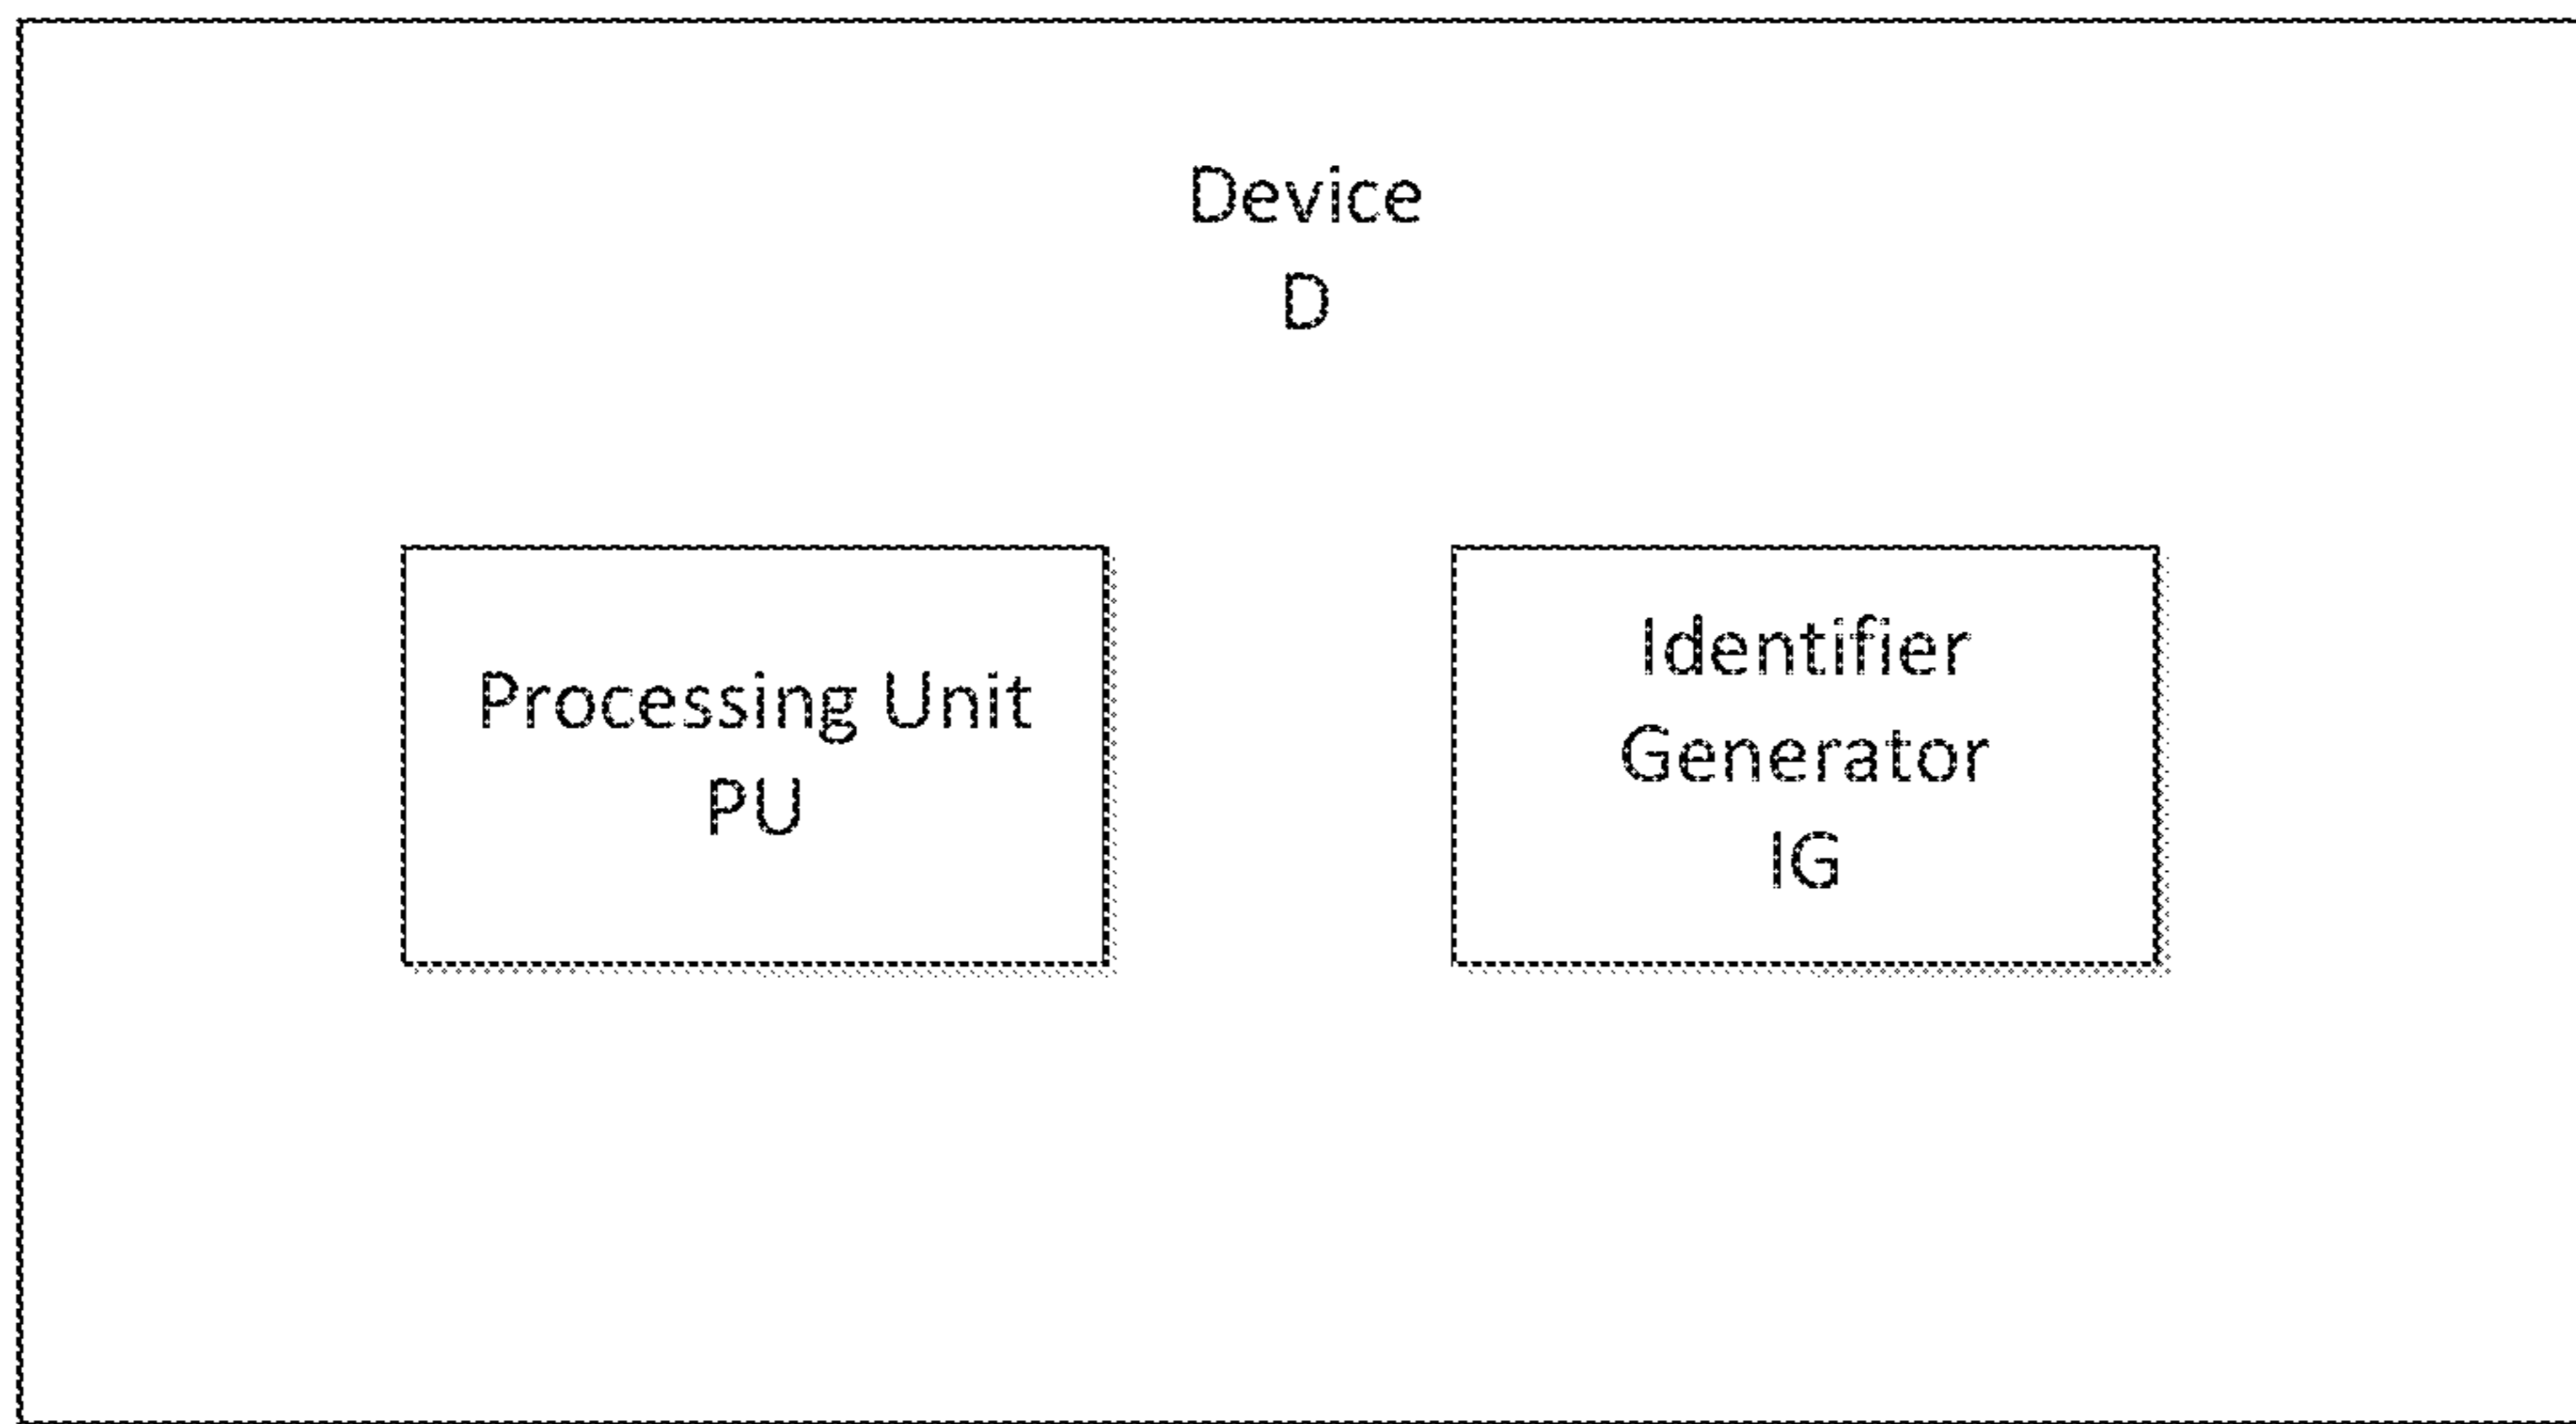 Device
D
Processing Unit
PU
Identifier
Generator
IG